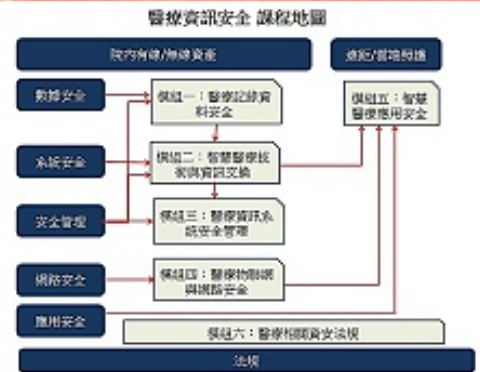 醫療資訊安全 課程地圖
院內有線/無線資產
遠距/雲端照護
數據安全
模組一：醫療記錄資
料安全
模組五：智慧
醫療應用安全
系統安全
模組二：智慧醫療技
術與資訊交換
安全管理
模組三：醫療資訊系
統安全管理
網路安全
模組四：醫療物聯網
與網路安全
應用安全
模組六：醫療相關資安法規
法規